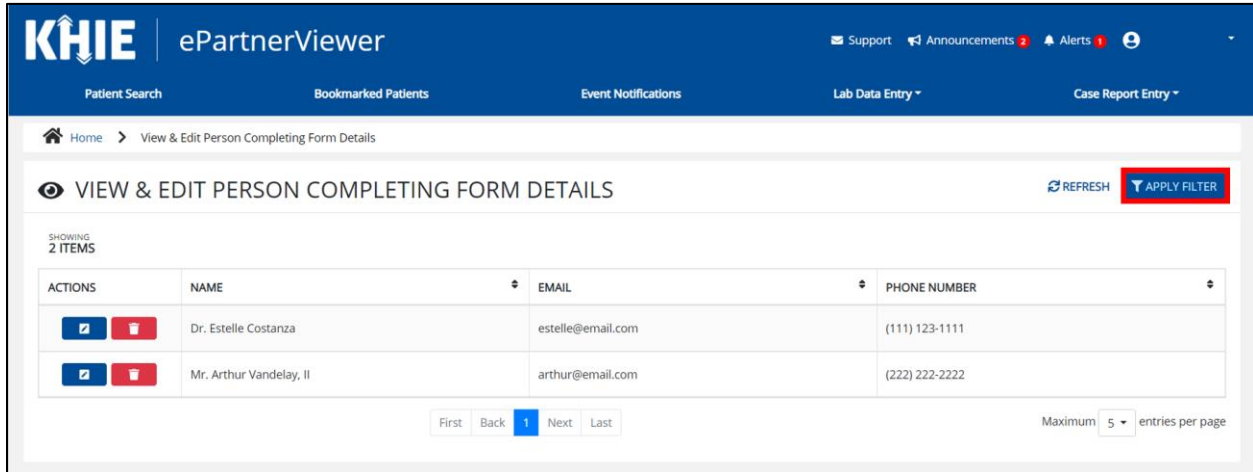 KHIE ePartnerViewer Support Announcements 2 Alerts 1
Patient Search Bookmarked Patients Event Notifications Lab Data Entry Case Report Entry
Home > View & Edit Person Completing Form Details
VIEW & EDIT PERSON COMPLETING FORM DETAILS REFRESH APPLY FILTER
SHOWING
2 ITEMS
ACTIONS NAME EMAIL PHONE NUMBER
Dr. Estelle Costanza estelle@email.com (111) 123-1111
Mr. Arthur Vandelay, II arthur@email.com (222) 222-2222
First Back 1 Next Last Maximum 5 entries per page